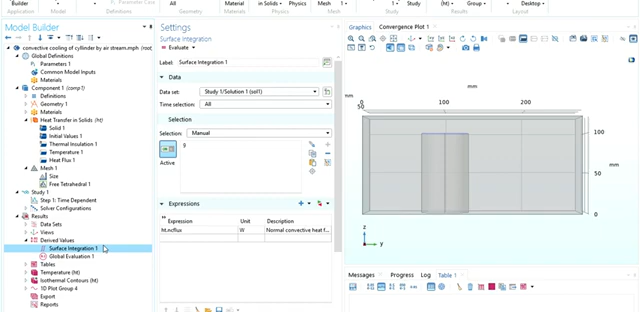 Builder
Material
in Solids
Mesh
Study
(ht)
Group
Desktop
Parameter Case
All
1
1
1
Application
Model
Definitions
Geometry
Materials
Physics
Mesh
Study
Results
Layout
Model Builder
convective cooling of cyllinder by air stream.mph (root)
Global Definitions
Parameters 1
Common Model Inputs
Materials
Component 1 (comp1)
Definitions
Geometry 1
Materials
Heat Transfer in Solids (ht)
Solid 1
Initial Values 1
Thermal Insulation 1
Temperature 1
Heat Flux 1
Mesh 1
Size
Free Tetrahedral 1
Study 1
Step 1: Time Dependent
Solver Configurations
Results
Data Sets
Views
Derived Values
Surface Integration 1
Global Evaluation 1
Tables
Temperature (ht)
Isothermal Contours (ht)
1D Plot Group 4
Export
Reports
Settings
Surface Integration
Evaluate
Label: Surface Integration 1
Data
Data set: Study 1/Solution 1 (sol1)
Time selection: All
Selection
Selection: Manual
9
Active
Expressions
Expression Unit Description
ht.ncflux W Normal convective heat f...
Graphics Convergence Plot 1
mm
nm
50
0 100 200
100
50
mm
0
z
y
Messages Progress Log Table 1